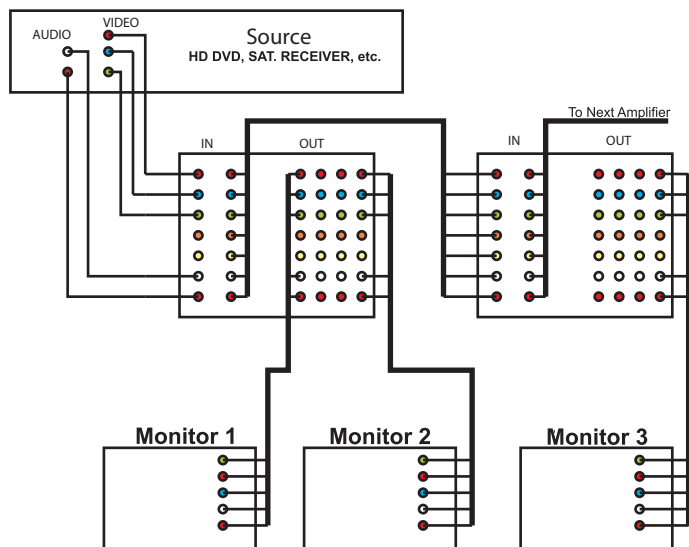 VIDEO
AUDIO
Source
HD DVD, SAT. RECEIVER, etc.
To Next Amplifier
IN
OUT
IN
OUT
Monitor 1
Monitor 2
Monitor 3